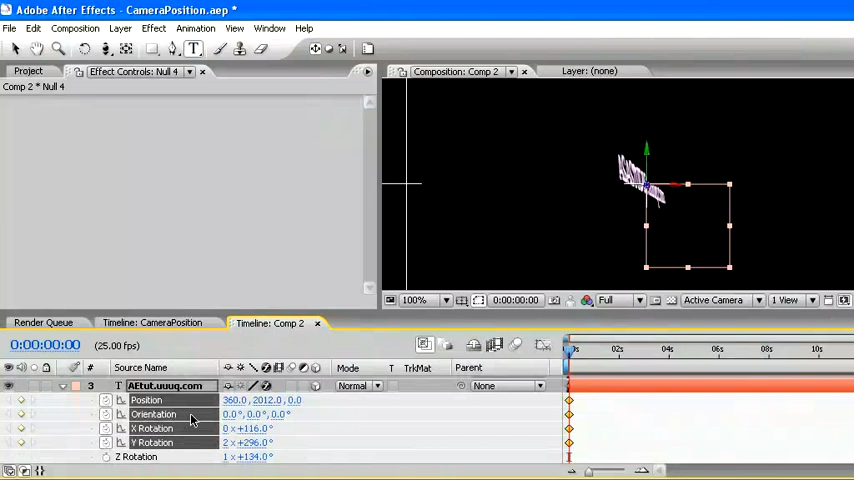 Adobe After Effects - CameraPosition.aep *
File Edit Composition Layer Effect Animation View Window Help
Project Effect Controls: Null 4 Composition: Comp 2 Layer: (none)
Comp 2 * Null 4
100% 0:00:00:00 Full Active Camera 1 View
Render Queue Timeline: CameraPosition Timeline: Comp 2
0:00:00:00 (25.00 fps) 02s 04s 06s 08s 10s
# Source Name Mode T TrkMat Parent
3 T AEtut.uuuq.com Normal None
Position 360.0, 2012.0, 0.0
Orientation 0.0°, 0.0°, 0.0°
X Rotation 0 x +116.0°
Y Rotation 2 x +296.0°
Z Rotation 1 x +134.0°